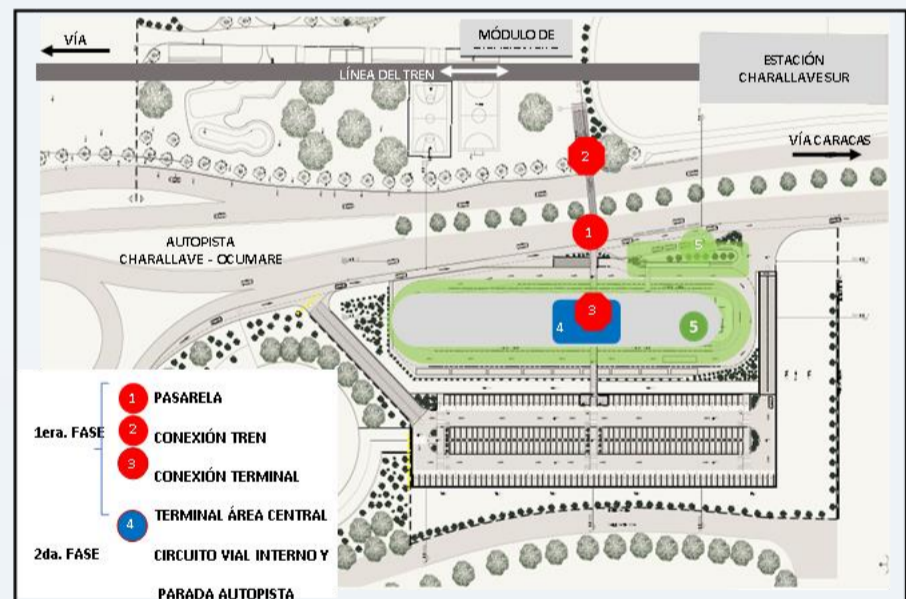 VÍA
MÓDULO DE
LÍNEA DEL TREN
ESTACIÓN
CHARALLAVE SUR
VÍA CARACAS
2
1
AUTOPISTA
CHARALLAVE - OCUMARE
5
3
4
5
1era. FASE
1 PASARELA
2 CONEXIÓN TREN
3 CONEXIÓN TERMINAL
4 TERMINAL ÁREA CENTRAL
2da. FASE
CIRCUITO VIAL INTERNO Y
PARADA AUTOPISTA